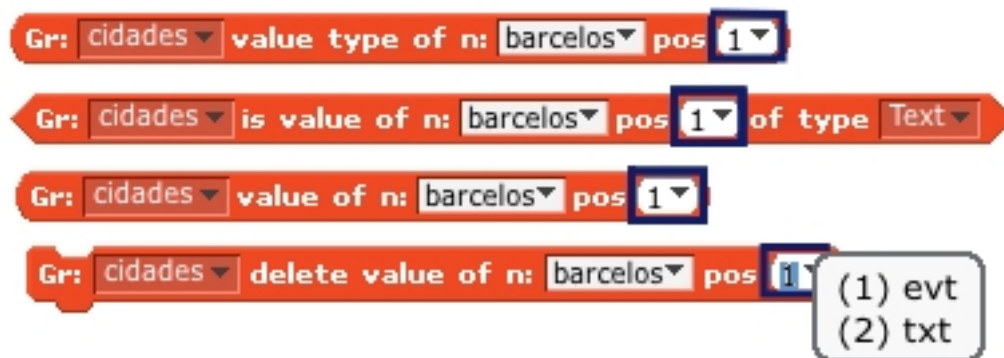 Gr: cidades value type of n: barcelos pos 1
Gr: cidades is value of n: barcelos pos 1 of type Text
Gr: cidades value of n: barcelos pos 1
Gr: cidades delete value of n: barcelos pos 1
(1) evt
(2) txt